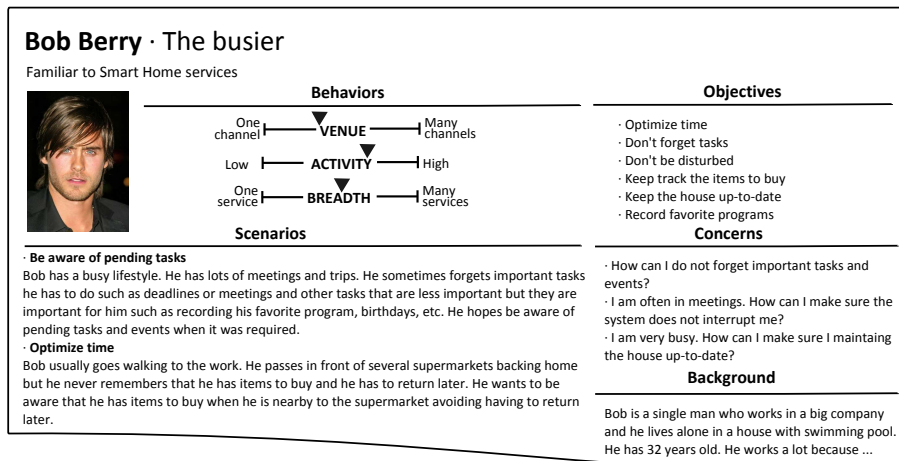 Bob Berry · The busier
Familiar to Smart Home services
Behaviors
One channel VENUE Many channels
Low ACTIVITY High
One service BREADTH Many services
Objectives
· Optimize time
· Don't forget tasks
· Don't be disturbed
· Keep track the items to buy
· Keep the house up-to-date
· Record favorite programs
Scenarios
· Be aware of pending tasks
Bob has a busy lifestyle. He has lots of meetings and trips. He sometimes forgets important tasks
he has to do such as deadlines or meetings and other tasks that are less important but they are
important for him such as recording his favorite program, birthdays, etc. He hopes be aware of
pending tasks and events when it was required.
· Optimize time
Bob usually goes walking to the work. He passes in front of several supermarkets backing home
but he never remembers that he has items to buy and he has to return later. He wants to be
aware that he has items to buy when he is nearby to the supermarket avoiding having to return
later.
Concerns
· How can I do not forget important tasks and
events?
· I am often in meetings. How can I make sure the
system does not interrupt me?
· I am very busy. How can I make sure I maintaing
the house up-to-date?
Background
Bob is a single man who works in a big company
and he lives alone in a house with swimming pool.
He has 32 years old. He works a lot because ...